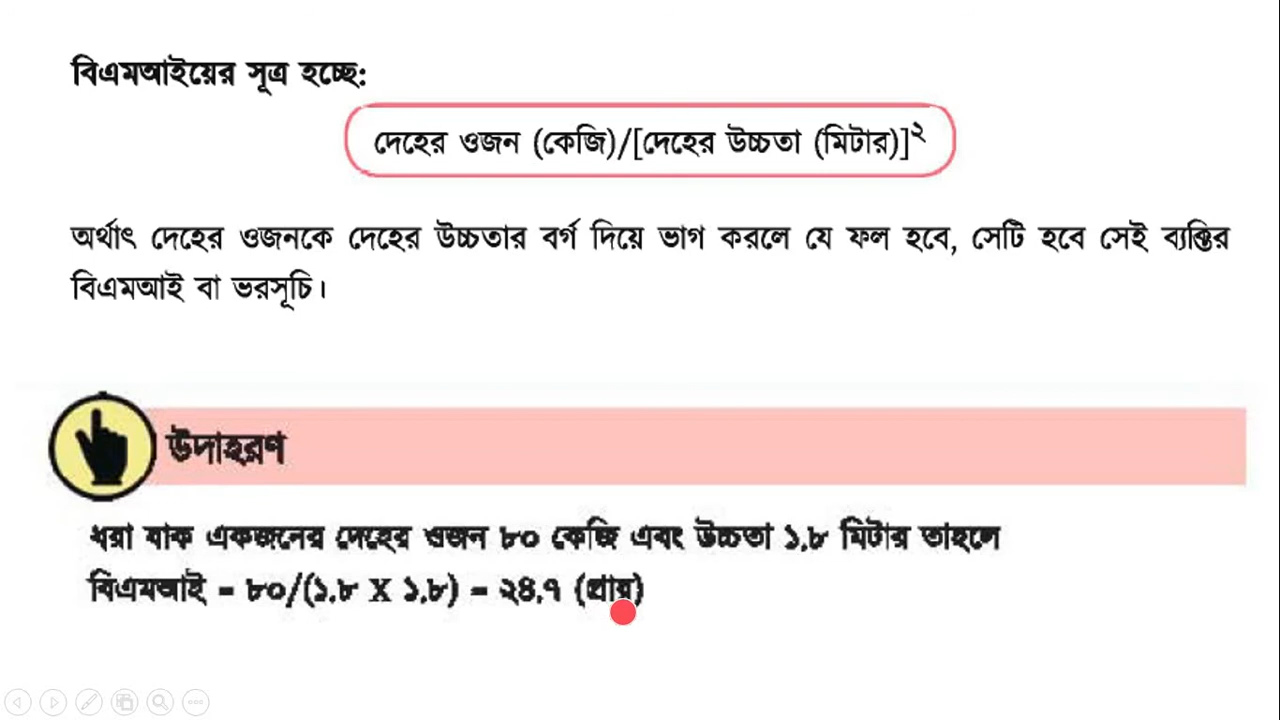 বিএমআইয়ের সূত্র হচ্ছে:
দেহের ওজন (কেজি)/[দেহের উচ্চতা (মিটার)]²
অর্থাৎ দেহের ওজনকে দেহের উচ্চতার বর্গ দিয়ে ভাগ করলে যে ফল হবে, সেটি হবে সেই ব্যক্তির
বিএমআই বা ভরসূচি।
উদাহরণ
ধরা যাক একজনের দেহের ওজন ৮০ কেজি এবং উচ্চতা ১.৮ মিটার তাহলে
বিএমআই = ৮০/(১.৮ X ১.৮) = ২৪.৭ (প্রায়)